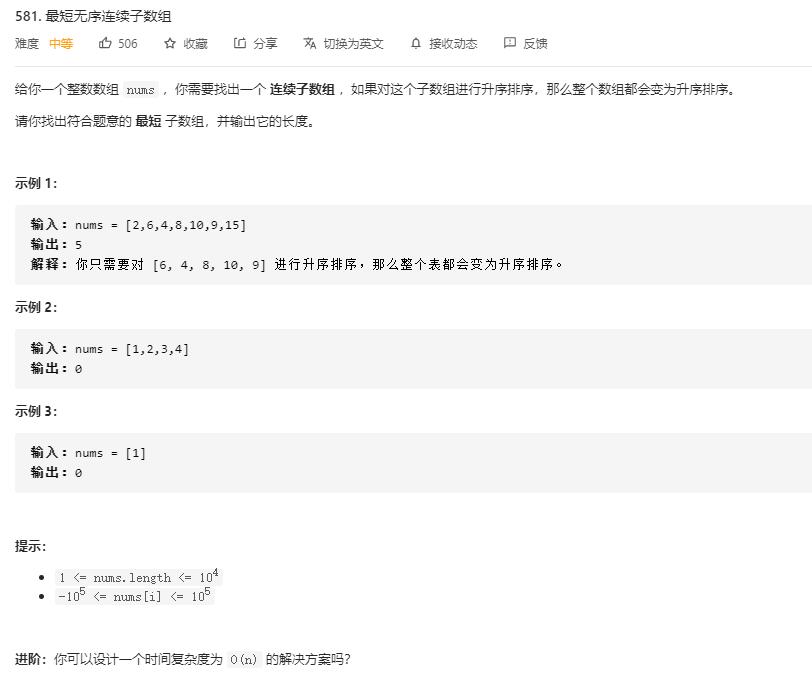 581. 最短无序连续子数组
难度 中等 506 收藏 分享 切换为英文 接收动态 反馈
给你一个整数数组 nums ，你需要找出一个 连续子数组 ，如果对这个子数组进行升序排序，那么整个数组都会变为升序排序。
请你找出符合题意的 最短 子数组，并输出它的长度。
示例 1：
输入：nums = [2,6,4,8,10,9,15]
输出：5
解释：你只需要对 [6, 4, 8, 10, 9] 进行升序排序，那么整个表都会变为升序排序。
示例 2：
输入：nums = [1,2,3,4]
输出：0
示例 3：
输入：nums = [1]
输出：0
提示：
1 <= nums.length <= 10⁴
-10⁵ <= nums[i] <= 10⁵
进阶：你可以设计一个时间复杂度为 O(n) 的解决方案吗？